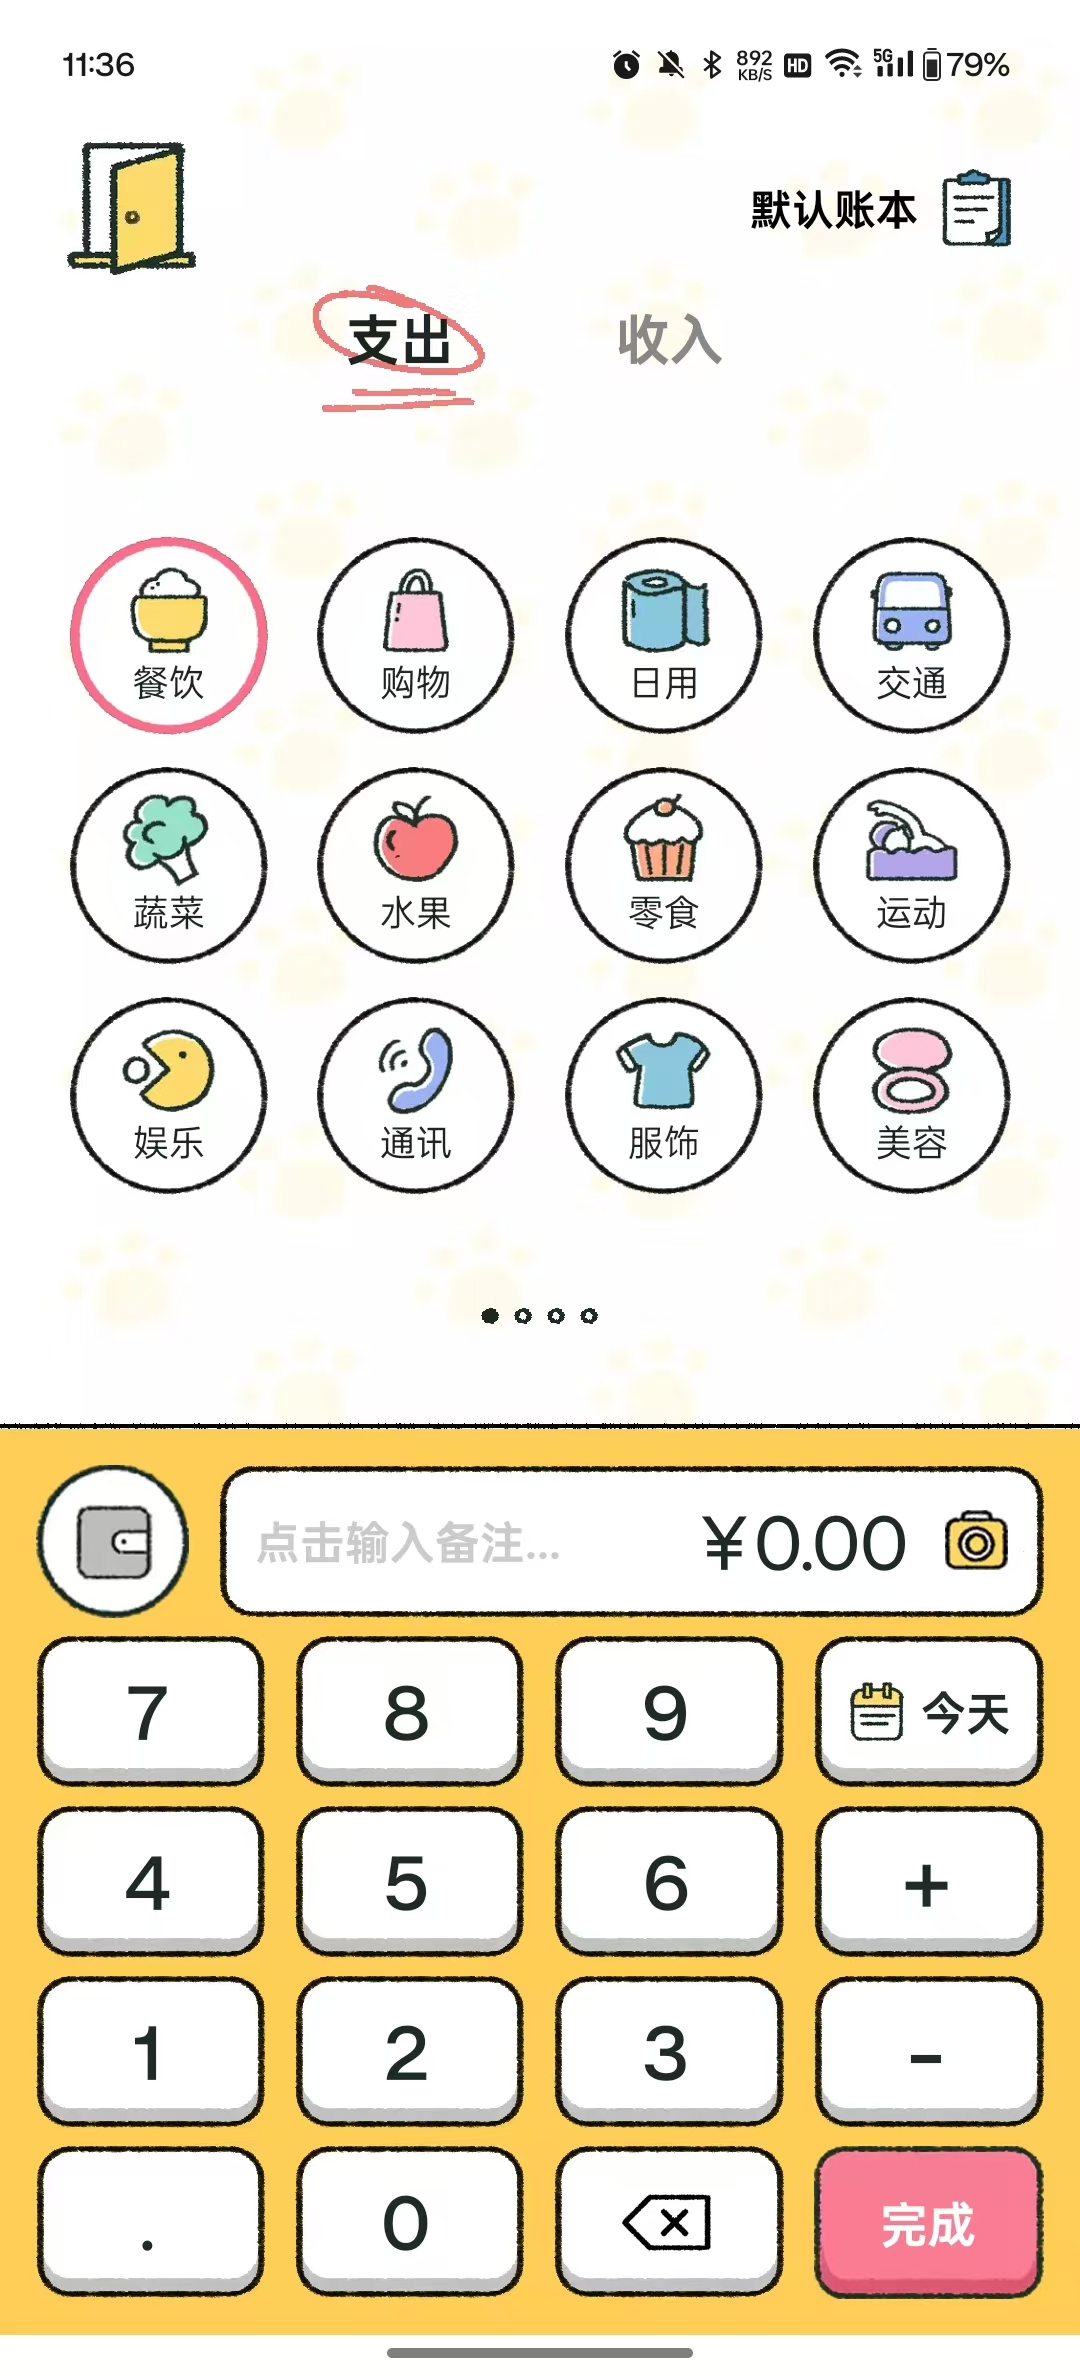 11:36 892 KB/S HD 5G 79%
默认账本
支出 收入
餐饮 购物 日用 交通
蔬菜 水果 零食 运动
娱乐 通讯 服饰 美容
点击输入备注... ¥0.00
7 8 9 今天
4 5 6 +
1 2 3 -
. 0 完成